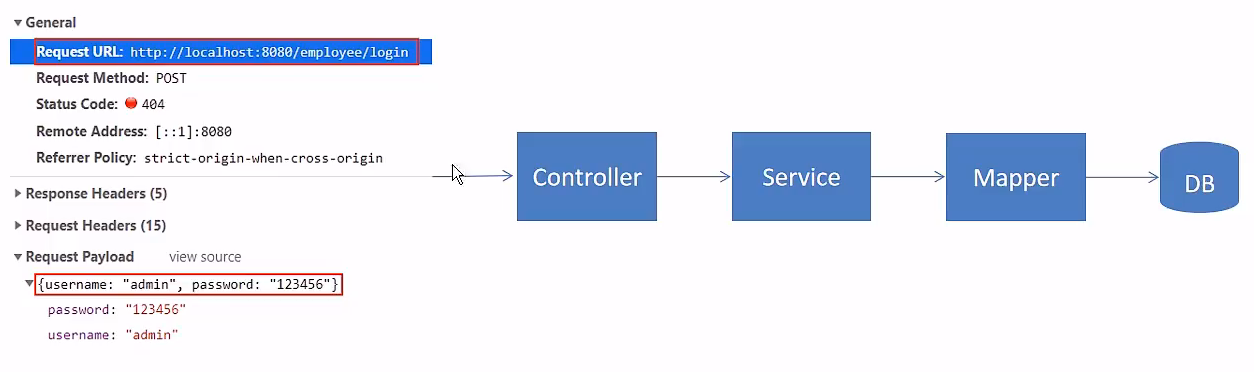 General
Request URL: http://localhost:8080/employee/login
Request Method: POST
Status Code: 404
Remote Address: [::1]:8080
Referrer Policy: strict-origin-when-cross-origin
Response Headers (5)
Request Headers (15)
Request Payload view source
{username: "admin", password: "123456"}
password: "123456"
username: "admin"
Controller
Service
Mapper
DB